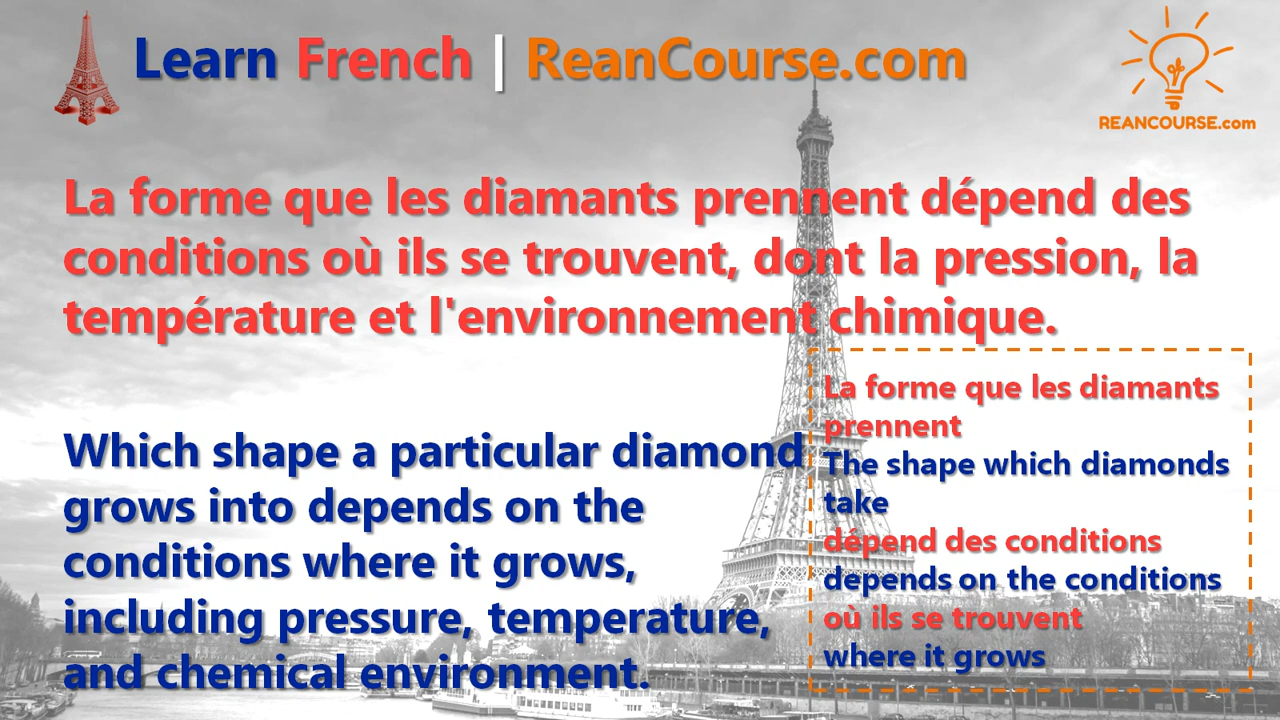 Learn French | ReanCourse.com
REANCOURSE.com
La forme que les diamants prennent dépend des
conditions où ils se trouvent, dont la pression, la
température et l'environnement chimique.
Which shape a particular diamond
grows into depends on the
conditions where it grows,
including pressure, temperature,
and chemical environment.
La forme que les diamants
prennent
The shape which diamonds
take
dépend des conditions
depends on the conditions
où ils se trouvent
where it grows